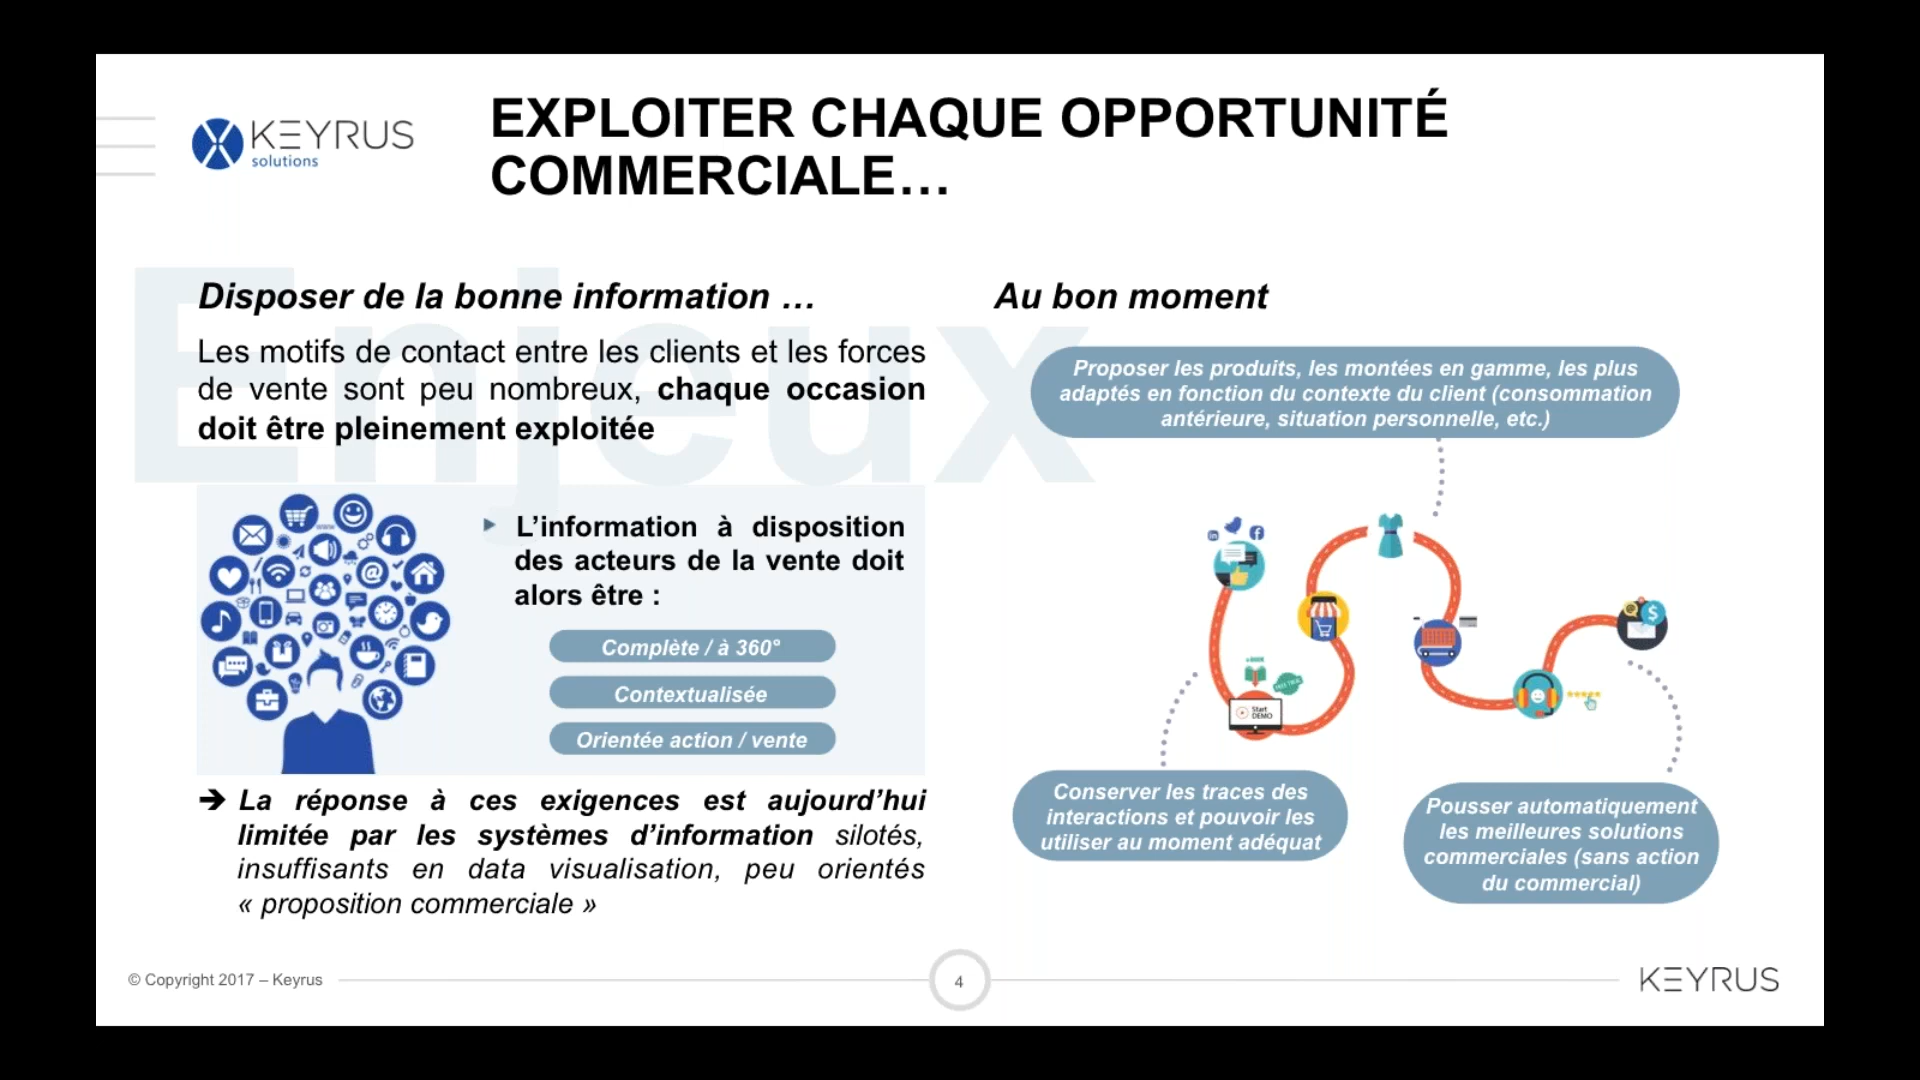 KEYRUS
solutions
EXPLOITER CHAQUE OPPORTUNITÉ
COMMERCIALE…
Enjeux
Disposer de la bonne information …
Les motifs de contact entre les clients et les forces
de vente sont peu nombreux, chaque occasion
doit être pleinement exploitée
www
L’information à disposition
des acteurs de la vente doit
alors être :
Complète / à 360°
Contextualisée
Orientée action / vente
➔ La réponse à ces exigences est aujourd’hui
limitée par les systèmes d’information silotés,
insuffisants en data visualisation, peu orientés
« proposition commerciale »
Au bon moment
Proposer les produits, les montées en gamme, les plus
adaptés en fonction du contexte du client (consommation
antérieure, situation personnelle, etc.)
Start
DEMO
FREE TRIAL
Conserver les traces des
interactions et pouvoir les
utiliser au moment adéquat
Pousser automatiquement
les meilleures solutions
commerciales (sans action
du commercial)
© Copyright 2017 – Keyrus
4
KEYRUS